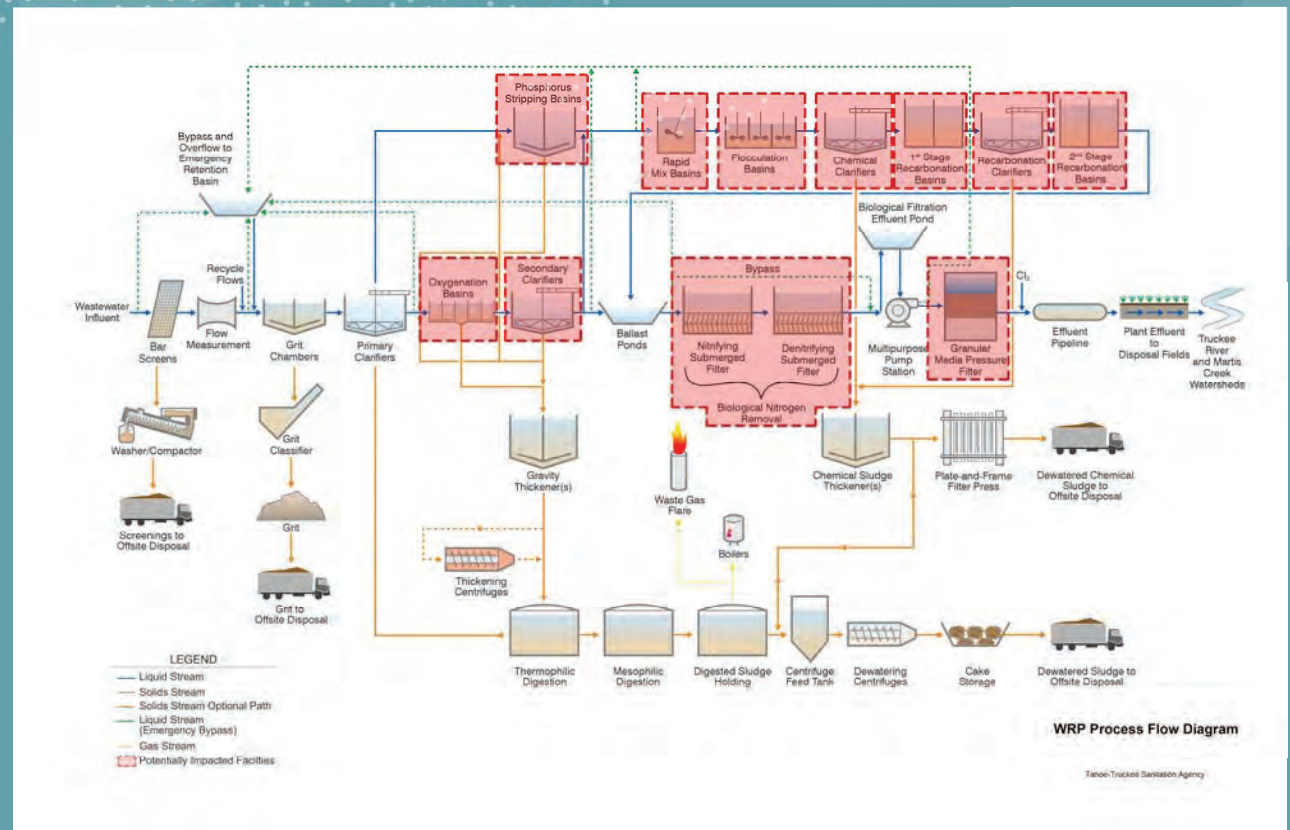 Phosphorus
Stripping Basins
Bypass and
Overflow to
Emergency
Retention
Basin
Rapid
Mix Basins
Flocculation
Basins
Chemical
Clarifiers
1st Stage
Recarbonation
Basins
Recarbonation
Clarifiers
2nd Stage
Recarbonation
Basins
Biological Filtration
Effluent Pond
Recycle
Flows
Oxygenation
Basins
Secondary
Clarifiers
Bypass
Cl2
Wastewater
Influent
Bar
Screens
Flow
Measurement
Grit
Chambers
Primary
Clarifiers
Ballast
Ponds
Nitrifying
Submerged
Filter
Denitrifying
Submerged
Filter
Biological Nitrogen
Removal
Multipurpose
Pump
Station
Granular
Media Pressure
Filter
Effluent
Pipeline
Plant Effluent
to
Disposal Fields
Truckee
River
and Martis
Creek
Watersheds
Washer/Compactor
Grit
Classifier
Gravity
Thickener(s)
Waste Gas
Flare
Chemical Sludge
Thickener(s)
Plate-and-Frame
Filter Press
Dewatered Chemical
Sludge to
Offsite Disposal
Screenings to
Offsite Disposal
Grit
Boilers
Thickening
Centrifuges
Grit to
Offsite Disposal
Thermophilic
Digestion
Mesophilic
Digestion
Digested Sludge
Holding
Centrifuge
Feed Tank
Dewatering
Centrifuges
Cake
Storage
Dewatered Sludge to
Offsite Disposal
LEGEND
Liquid Stream
Solids Stream
Solids Stream Optional Path
Liquid Stream
(Emergency Bypass)
Gas Stream
Potentially Impacted Facilities
WRP Process Flow Diagram
Tahoe-Truckee Sanitation Agency